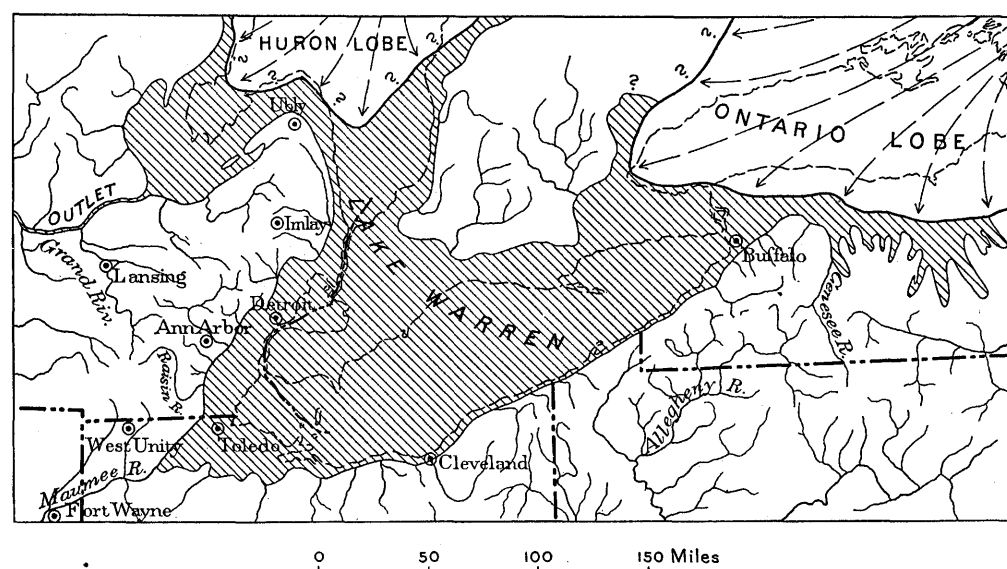 HURON LOBE
ONTARIO LOBE
Ubly
OUTLET
Imlay
LAKE WARREN
Buffalo
Grand Riv.
Lansing
Genesee R.
Detroit
Ann Arbor
Raisin R.
Allegheny R.
West Unity
Toledo
Maumee R.
Cleveland
Fort Wayne
0 50 100 150 Miles